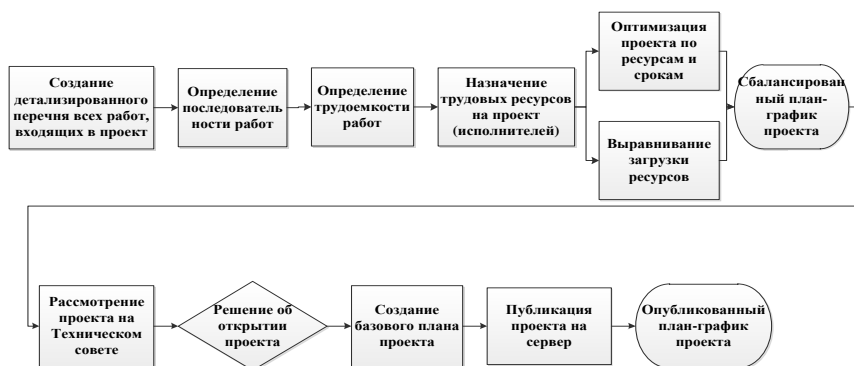 Создание
детализированного
перечня всех работ,
входящих в проект
Определение
последователь
ности работ
Определение
трудоемкости
работ
Назначение
трудовых ресурсов
на проект
(исполнителей)
Оптимизация
проекта по
ресурсам и
срокам
Выравнивание
загрузки
ресурсов
Сбалансирован
ный план-
график
проекта
Рассмотрение
проекта на
Техническом
совете
Решение об
открытии
проекта
Создание
базового плана
проекта
Публикация
проекта на
сервер
Опубликованный
план-график
проекта